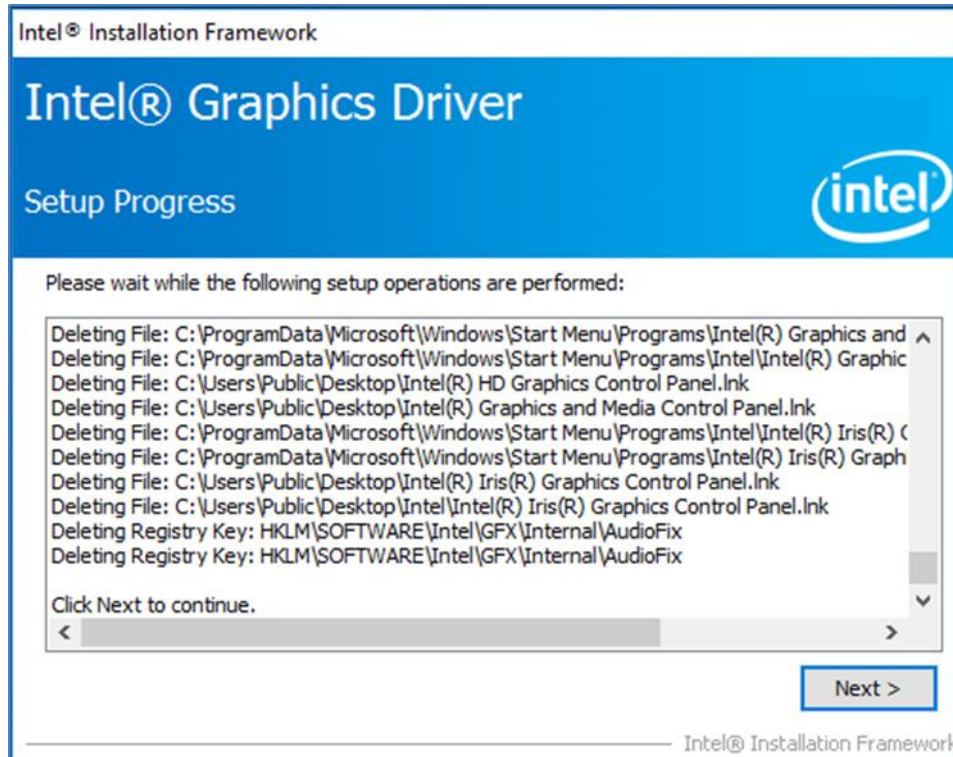 Intel® Installation Framework
Intel® Graphics Driver
Setup Progress
intel
Please wait while the following setup operations are performed:
Deleting File: C:\ProgramData\Microsoft\Windows\Start Menu\Programs\Intel(R) Graphics and
Deleting File: C:\ProgramData\Microsoft\Windows\Start Menu\Programs\Intel\Intel(R) Graphic
Deleting File: C:\Users\Public\Desktop\Intel(R) HD Graphics Control Panel.lnk
Deleting File: C:\Users\Public\Desktop\Intel(R) Graphics and Media Control Panel.lnk
Deleting File: C:\ProgramData\Microsoft\Windows\Start Menu\Programs\Intel\Intel(R) Iris(R)
Deleting File: C:\ProgramData\Microsoft\Windows\Start Menu\Programs\Intel(R) Iris(R) Graph
Deleting File: C:\Users\Public\Desktop\Intel(R) Iris(R) Graphics Control Panel.lnk
Deleting File: C:\Users\Public\Desktop\Intel\Intel(R) Iris(R) Graphics Control Panel.lnk
Deleting Registry Key: HKLM\SOFTWARE\Intel\GFX\Internal\AudioFix
Deleting Registry Key: HKLM\SOFTWARE\Intel\GFX\Internal\AudioFix
Click Next to continue.
Next >
Intel® Installation Framework